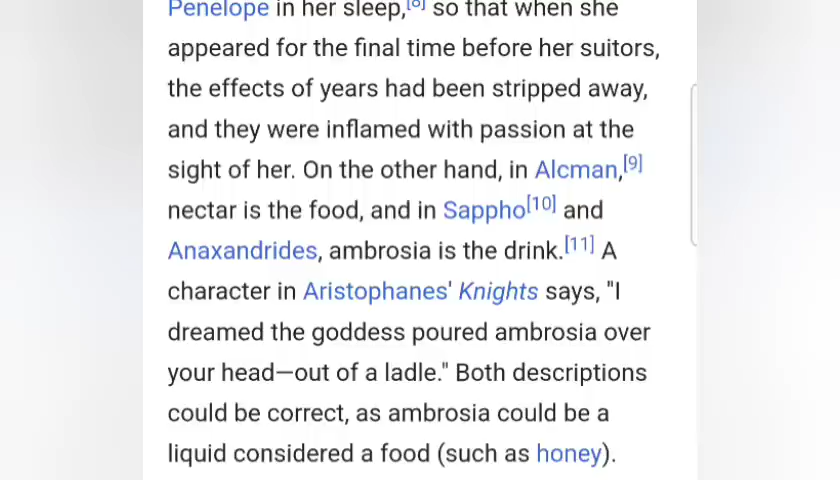 Penelope in her sleep,[8] so that when she
appeared for the final time before her suitors,
the effects of years had been stripped away,
and they were inflamed with passion at the
sight of her. On the other hand, in Alcman,[9]
nectar is the food, and in Sappho[10] and
Anaxandrides, ambrosia is the drink.[11] A
character in Aristophanes' Knights says, "I
dreamed the goddess poured ambrosia over
your head—out of a ladle." Both descriptions
could be correct, as ambrosia could be a
liquid considered a food (such as honey).